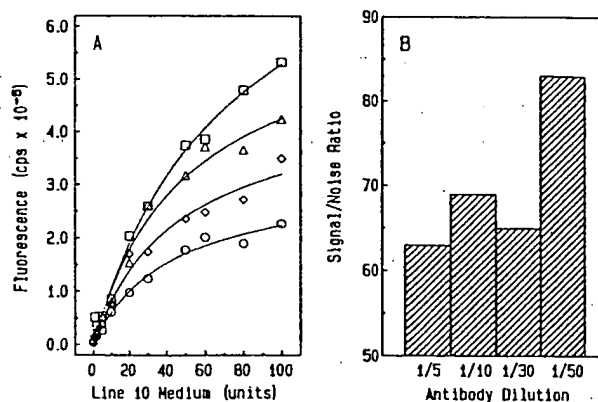 A
6.0
5.0
4.0
3.0
2.0
1.0
0.0
Fluorescence (cps x 10⁻⁶)
0 20 40 60 80 100
Line 10 Medium (units)
B
90
80
70
60
50
Signal/Noise Ratio
1/5 1/10 1/30 1/50
Antibody Dilution